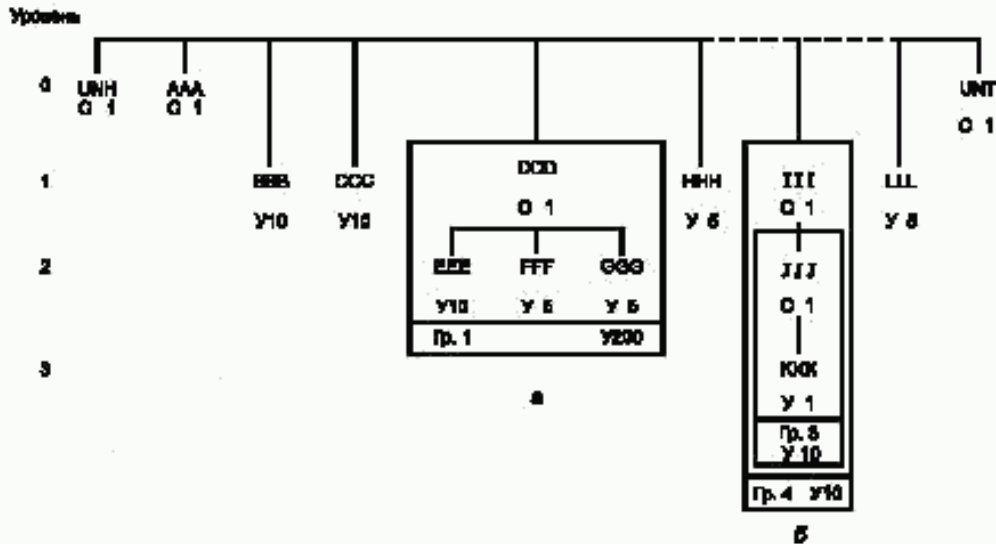 Уровень
0 UNH AAA UNT
О 1 О 1 О 1
1 BBB CCC DDD HHH III LLL
У10 У10 О 1 У 5 О 1 У 5
2 EEE FFF GGG JJJ
У10 У 5 У 5 О 1
Гр. 1 У200
3 KKK
а У 1
Гр. 5
У 10
Гр. 4 У10
б